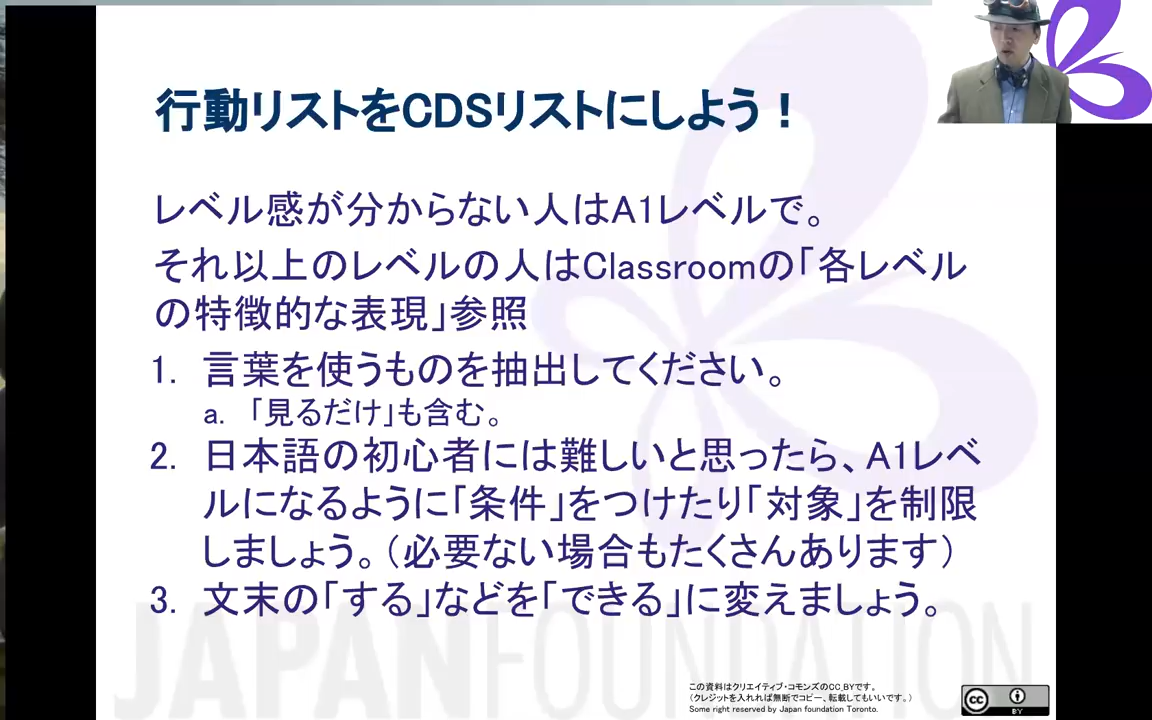 行動リストをCDSリストにしよう！
レベル感が分からない人はA1レベルで。
それ以上のレベルの人はClassroomの「各レベル
の特徴的な表現」参照
1. 言葉を使うものを抽出してください。
a. 「見るだけ」も含む。
2. 日本語の初心者には難しいと思ったら、A1レベ
ルになるように「条件」をつけたり「対象」を制限
しましょう。（必要ない場合もたくさんあります）
3. 文末の「する」などを「できる」に変えましょう。
JAPANFOUNDATION
この資料はクリエイティブ・コモンズのCC_BYです。
（クレジットを入れれば無断でコピー、転載してもいいです。）
Some right reserved by Japan foundation Toronto.
cc
BY